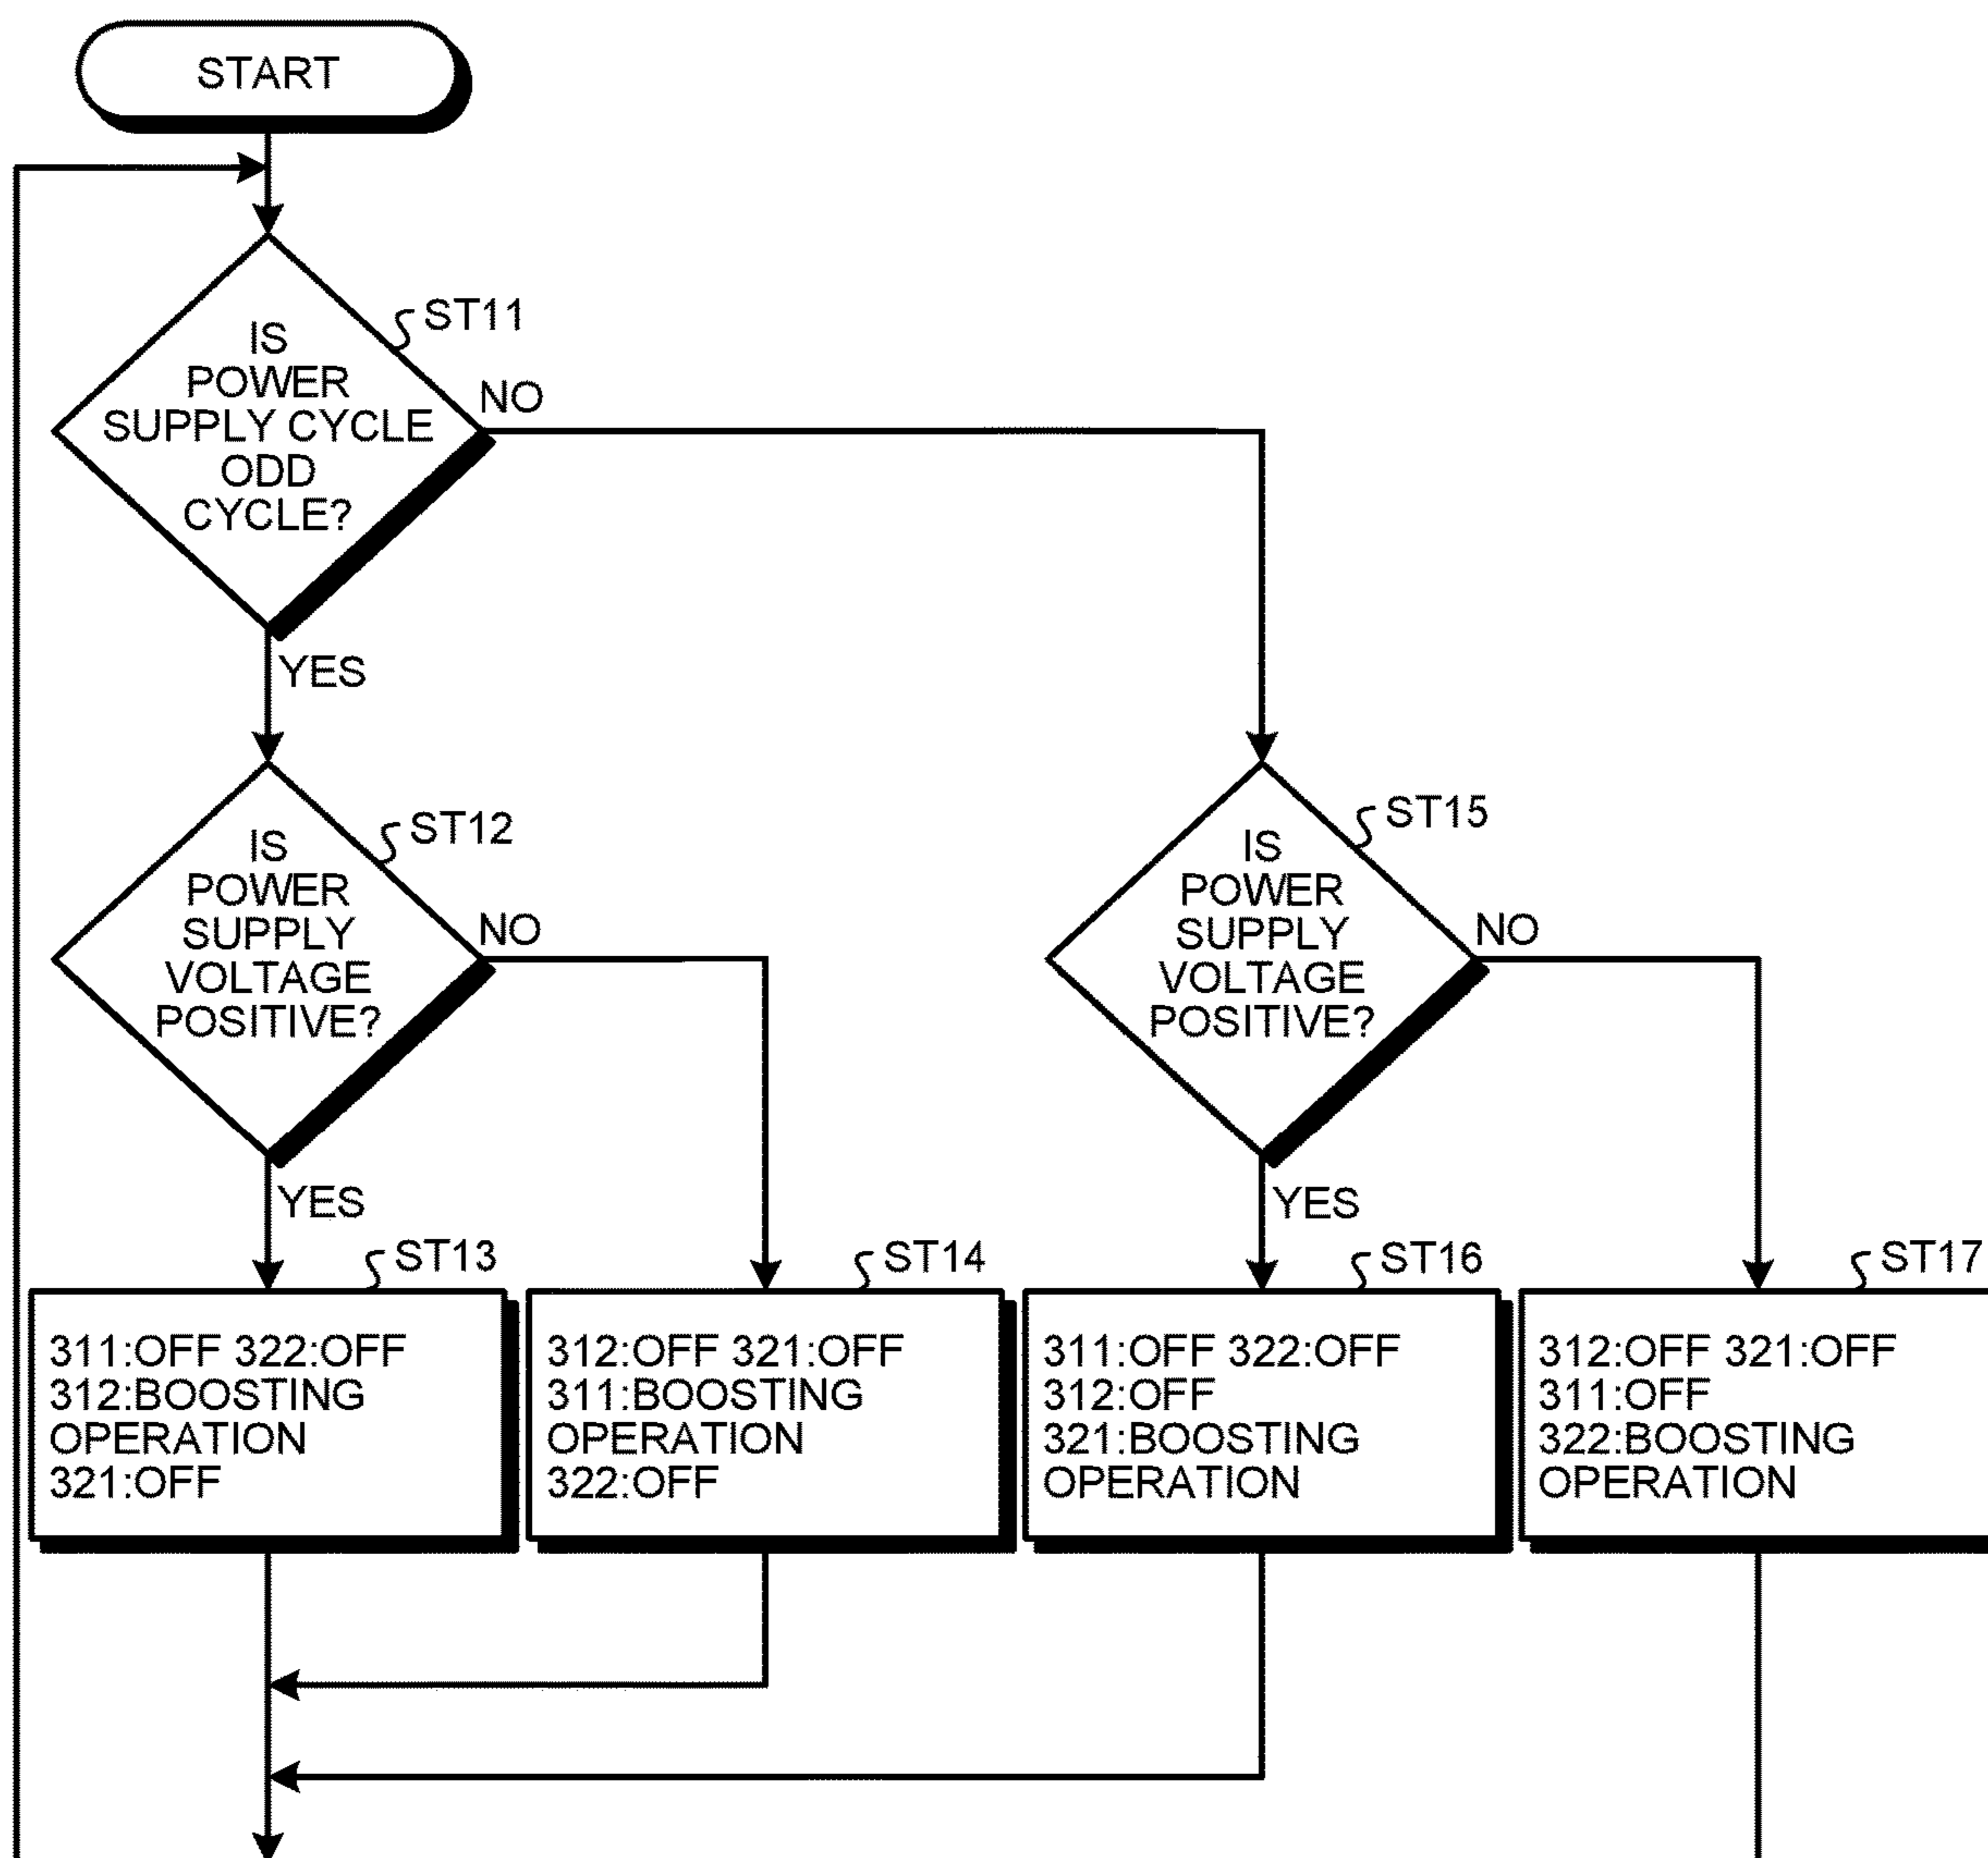 START
ST11
IS
POWER
SUPPLY CYCLE
ODD
CYCLE?
NO
YES
ST12
IS
POWER
SUPPLY
VOLTAGE
POSITIVE?
NO
YES
ST15
IS
POWER
SUPPLY
VOLTAGE
POSITIVE?
NO
YES
ST13
311:OFF 322:OFF
312:BOOSTING
OPERATION
321:OFF
ST14
312:OFF 321:OFF
311:BOOSTING
OPERATION
322:OFF
ST16
311:OFF 322:OFF
312:OFF
321:BOOSTING
OPERATION
ST17
312:OFF 321:OFF
311:OFF
322:BOOSTING
OPERATION